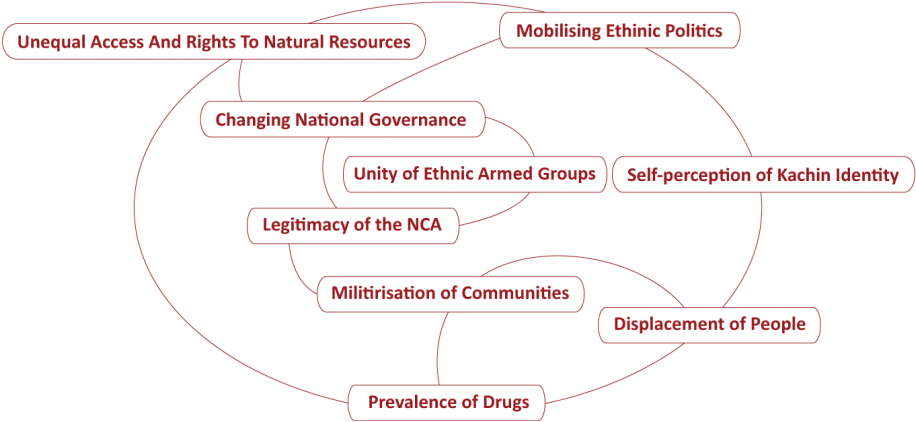 Unequal Access And Rights To Natural Resources
Mobilising Ethinic Politics
Changing National Governance
Unity of Ethnic Armed Groups
Self-perception of Kachin Identity
Legitimacy of the NCA
Militirisation of Communities
Displacement of People
Prevalence of Drugs